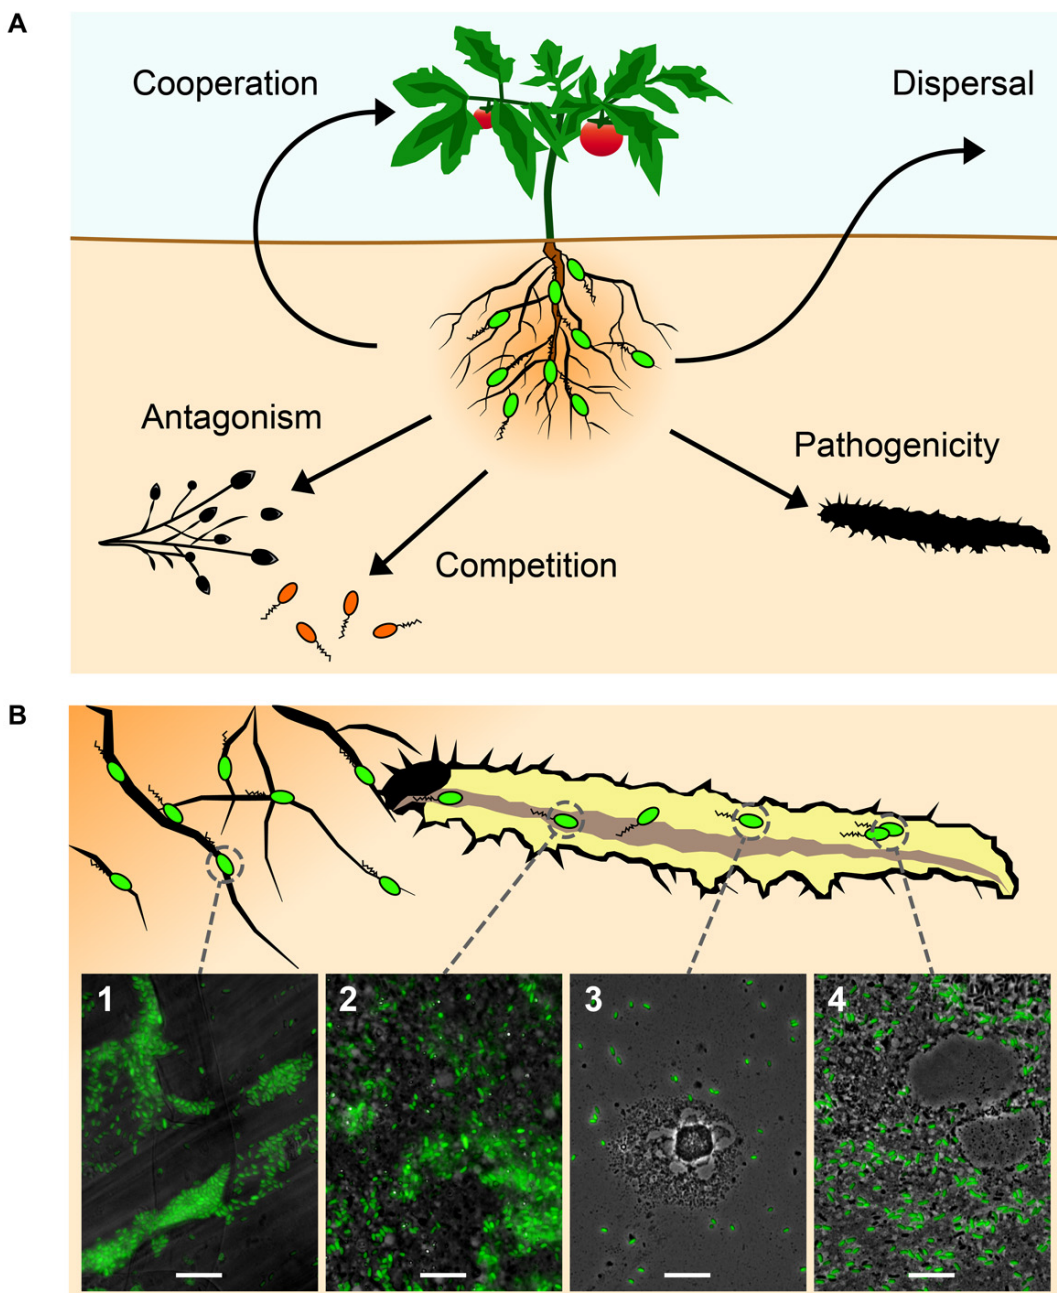 A
Cooperation
Dispersal
Antagonism
Pathogenicity
Competition
B
1
2
3
4